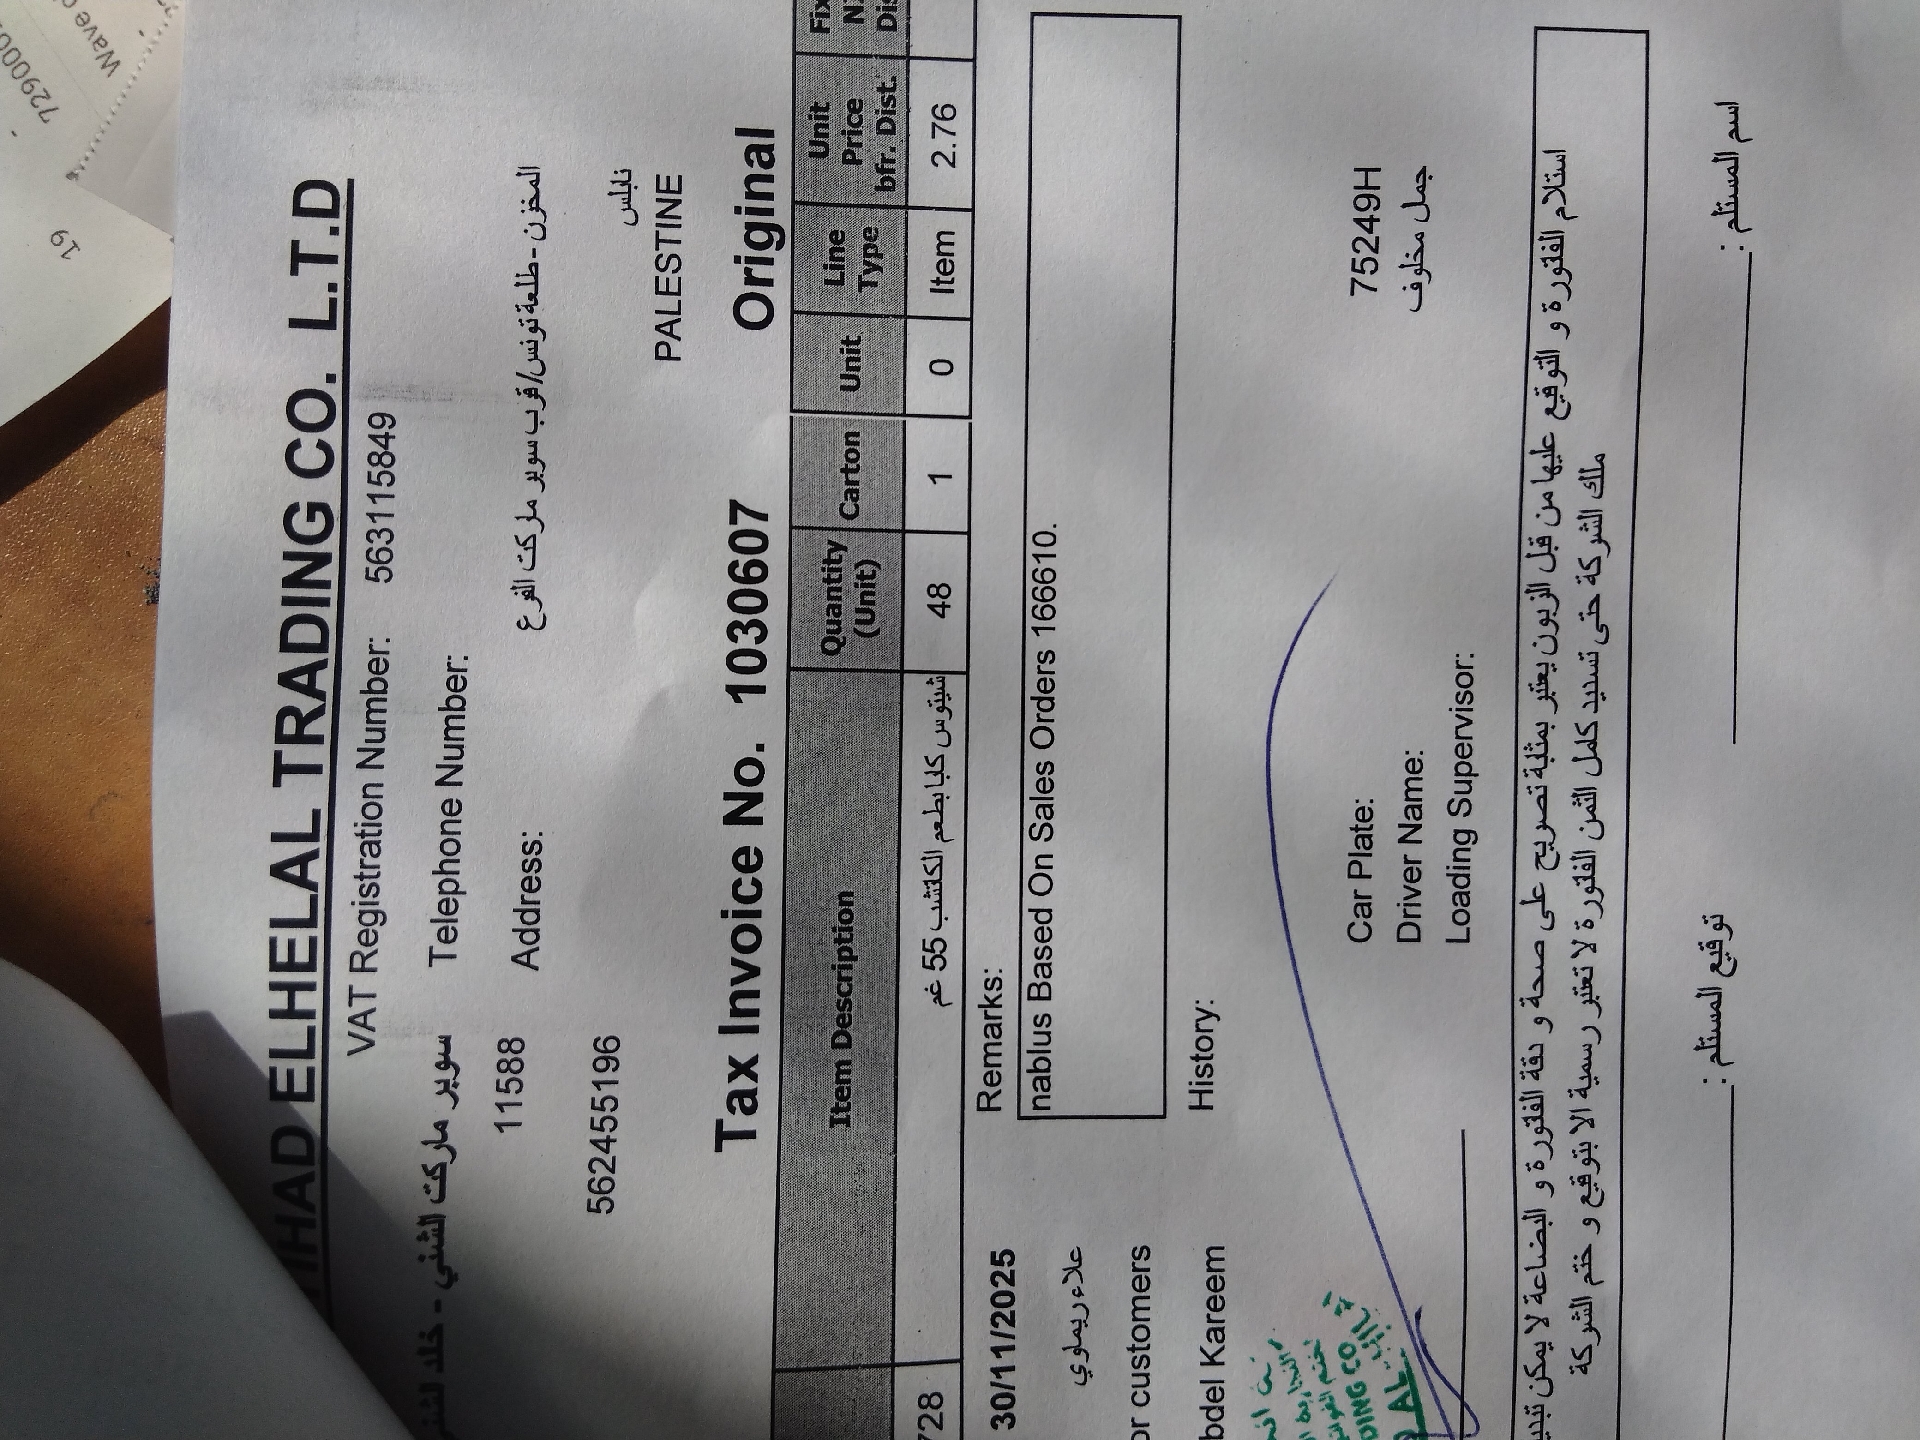 ELHELAL TRADING CO. L.T.D
VAT Registration Number: 563115849
سوبر ماركت الشني - خلد
Telephone Number:
11588
Address:
المخزن - طلعة تونس/قرب سوبر ماركت الفرع
562455196
نابلس
PALESTINE
Tax Invoice No. 1030607 Original
Item Description
Quantity (Unit)
Carton
Unit
Line Type
Unit Price bfr. Dist.
728
شيتوس كبا بطعم الكاتشب 55 غم
48
1
0
Item
2.76
30/11/2025
Remarks:
nablus Based On Sales Orders 166610.
علاء ريماوي
or customers
History:
bdel Kareem
DING CO.
Car Plate: 75249H
Driver Name: جمل مخلوف
Loading Supervisor:
استلام الفاتورة و التوقيع عليها من قبل الزبون يعتبر بمثابة تصريح على صحة و دقة الفاتورة و البضاعة لا يمكن
ملك الشركة حتى تسديد كامل الثمن الفاتورة لا تعتبر رسمية الا بتوقيع و ختم الشركة
اسم المستلم :
توقيع المستلم :
19
Wave